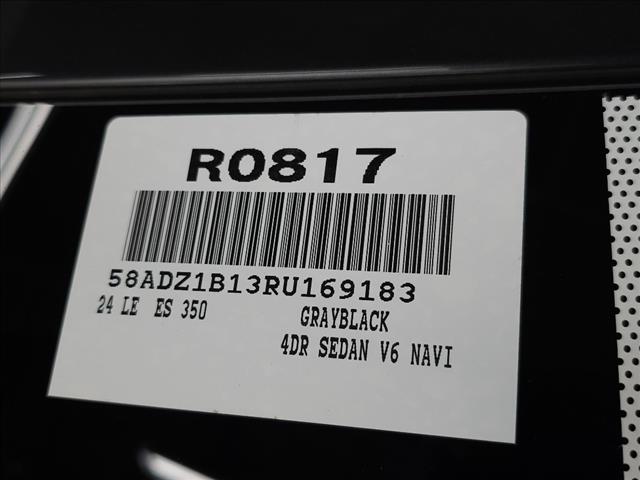 R0817
58ADZ1B13RU169183
24 LE ES 350 GRAYBLACK
4DR SEDAN V6 NAVI